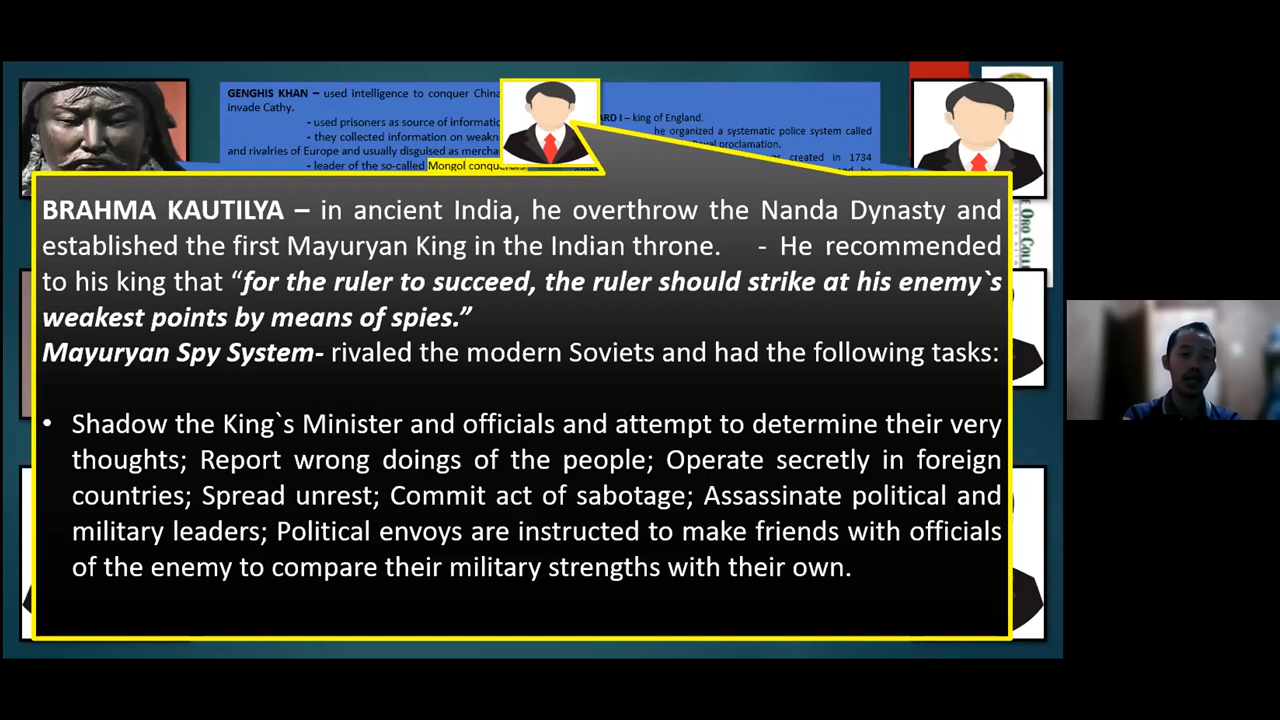 GENGHIS KHAN – used intelligence to conquer China
invade Cathy.
- used prisoners as source of
- they collected information on
and rivalries of Europe and usually disguised as
- leader of the so-called Mongol
I – king of England.
he organized a systematic police system called
proclamation.
created in 1734
BRAHMA KAUTILYA – in ancient India, he overthrow the Nanda Dynasty and
established the first Mayuryan King in the Indian throne. - He recommended
to his king that “for the ruler to succeed, the ruler should strike at his enemy`s
weakest points by means of spies.”
Mayuryan Spy System- rivaled the modern Soviets and had the following tasks:
• Shadow the King`s Minister and officials and attempt to determine their very
thoughts; Report wrong doings of the people; Operate secretly in foreign
countries; Spread unrest; Commit act of sabotage; Assassinate political and
military leaders; Political envoys are instructed to make friends with officials
of the enemy to compare their military strengths with their own.